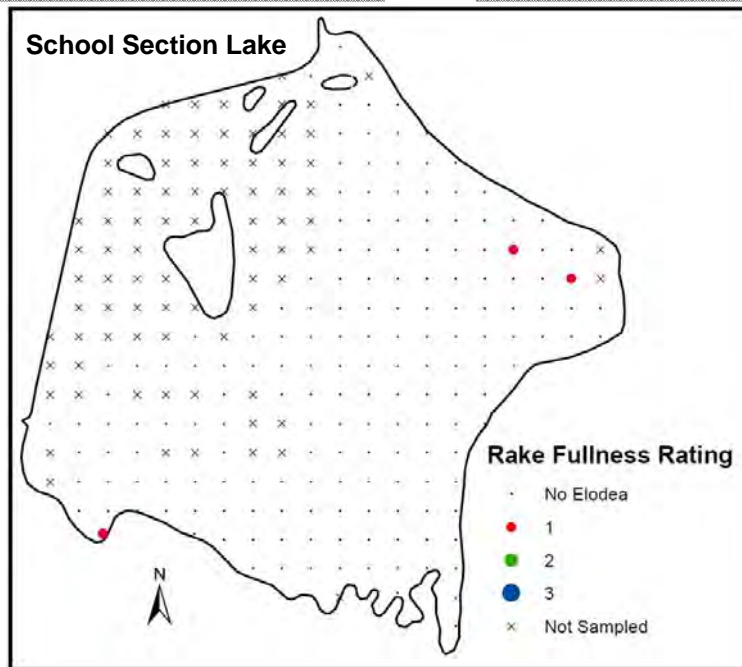 School Section Lake
Rake Fullness Rating
No Elodea
1
2
3
Not Sampled
N